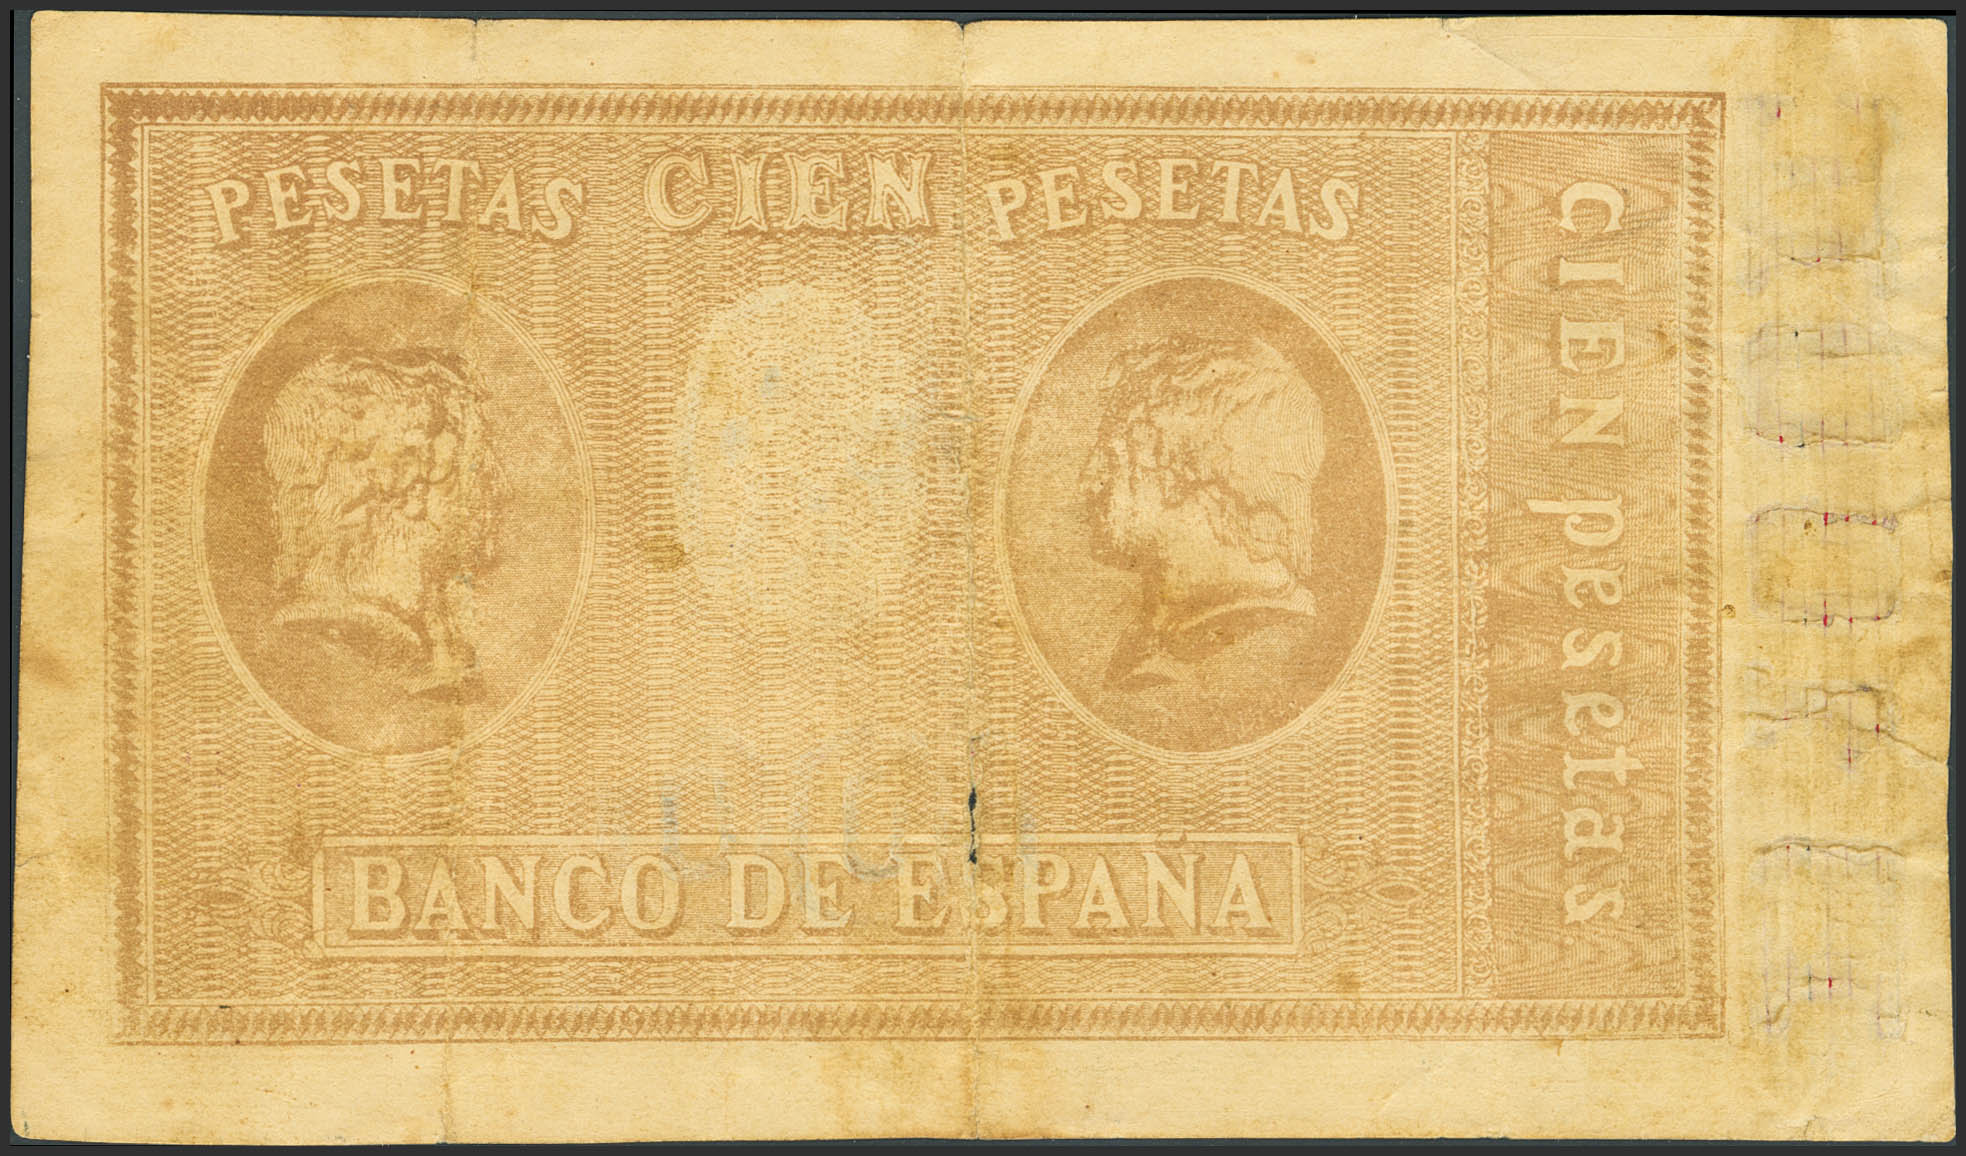 PESETAS CIEN PESETAS
BANCO DE ESPAÑA
CIEN pesetas